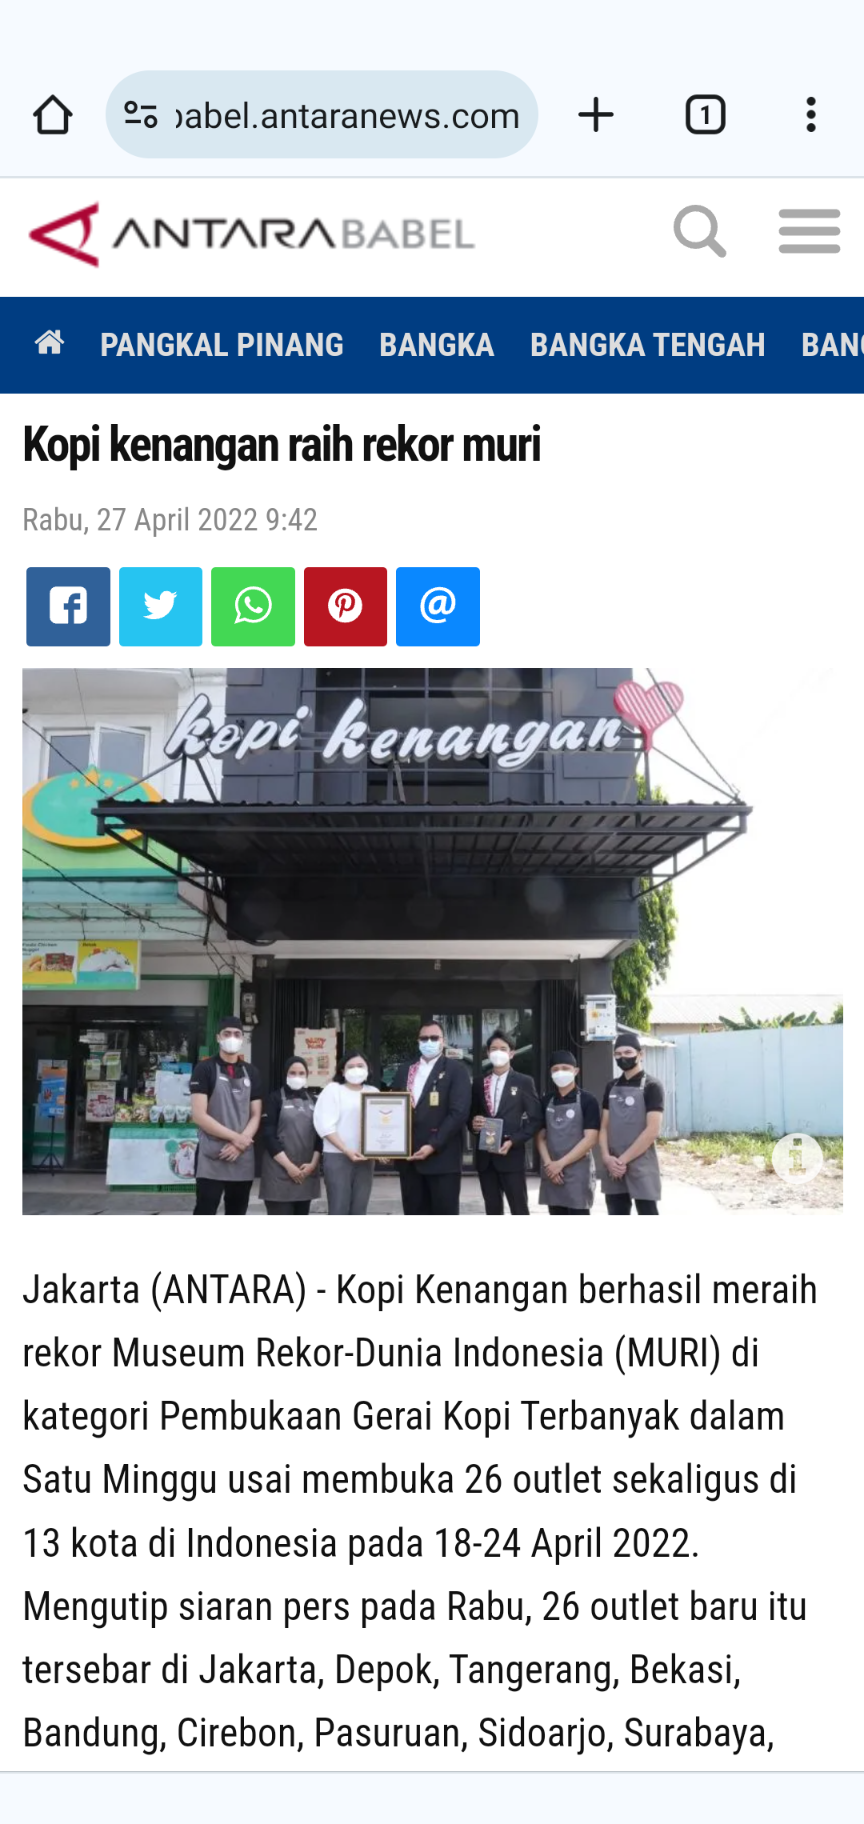 babel.antaranews.com
1
ANTARA BABEL
PANGKAL PINANG BANGKA BANGKA TENGAH BANG
Kopi kenangan raih rekor muri
Rabu, 27 April 2022 9:42
kopi kenangan
Jakarta (ANTARA) - Kopi Kenangan berhasil meraih
rekor Museum Rekor-Dunia Indonesia (MURI) di
kategori Pembukaan Gerai Kopi Terbanyak dalam
Satu Minggu usai membuka 26 outlet sekaligus di
13 kota di Indonesia pada 18-24 April 2022.
Mengutip siaran pers pada Rabu, 26 outlet baru itu
tersebar di Jakarta, Depok, Tangerang, Bekasi,
Bandung, Cirebon, Pasuruan, Sidoarjo, Surabaya,